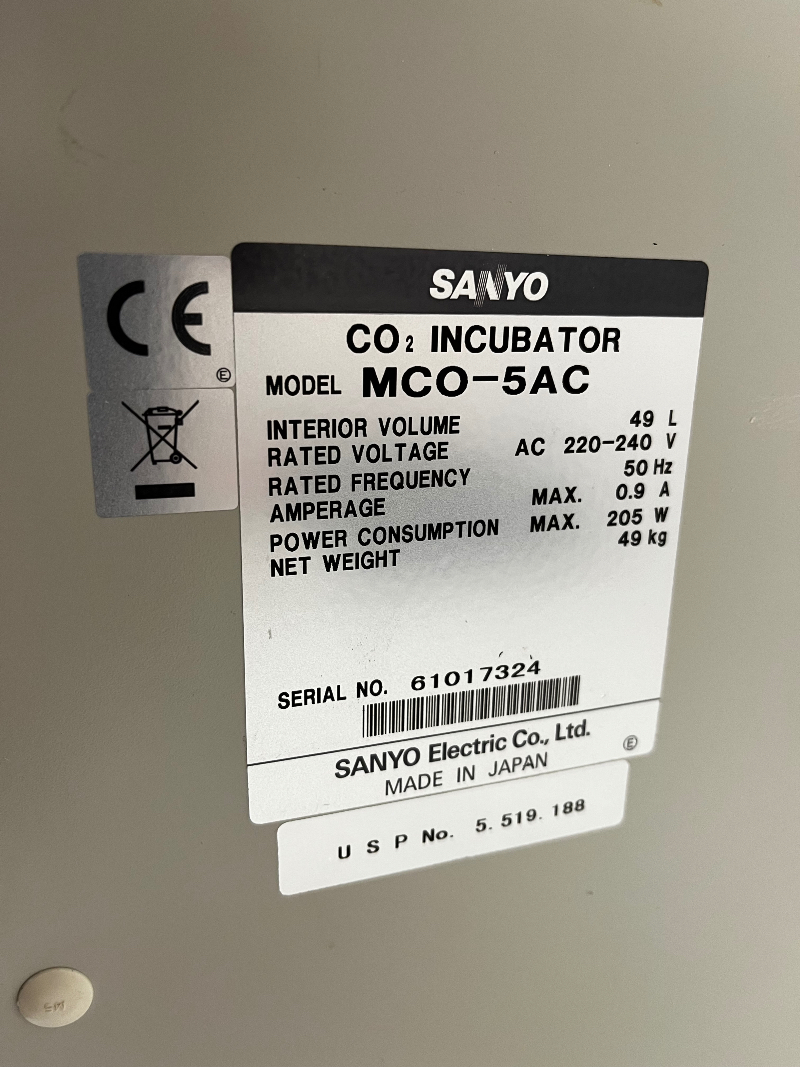 SANYO
CO₂ INCUBATOR
MODEL MCO-5AC
INTERIOR VOLUME 49 L
RATED VOLTAGE AC 220-240 V
RATED FREQUENCY 50 Hz
AMPERAGE MAX. 0.9 A
POWER CONSUMPTION MAX. 205 W
NET WEIGHT 49 kg
SERIAL NO. 61017324
SANYO Electric Co., Ltd.
MADE IN JAPAN
Ⓔ
U S P No. 5.519.188
CE
Ⓔ